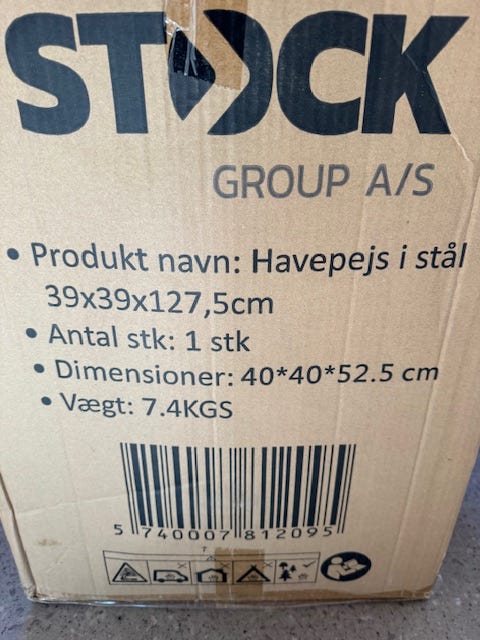 STOCK
GROUP A/S
• Produkt navn: Havepejs i stål
39x39x127,5cm
• Antal stk: 1 stk
• Dimensioner: 40*40*52.5 cm
• Vægt: 7.4KGS
5 740007 812095